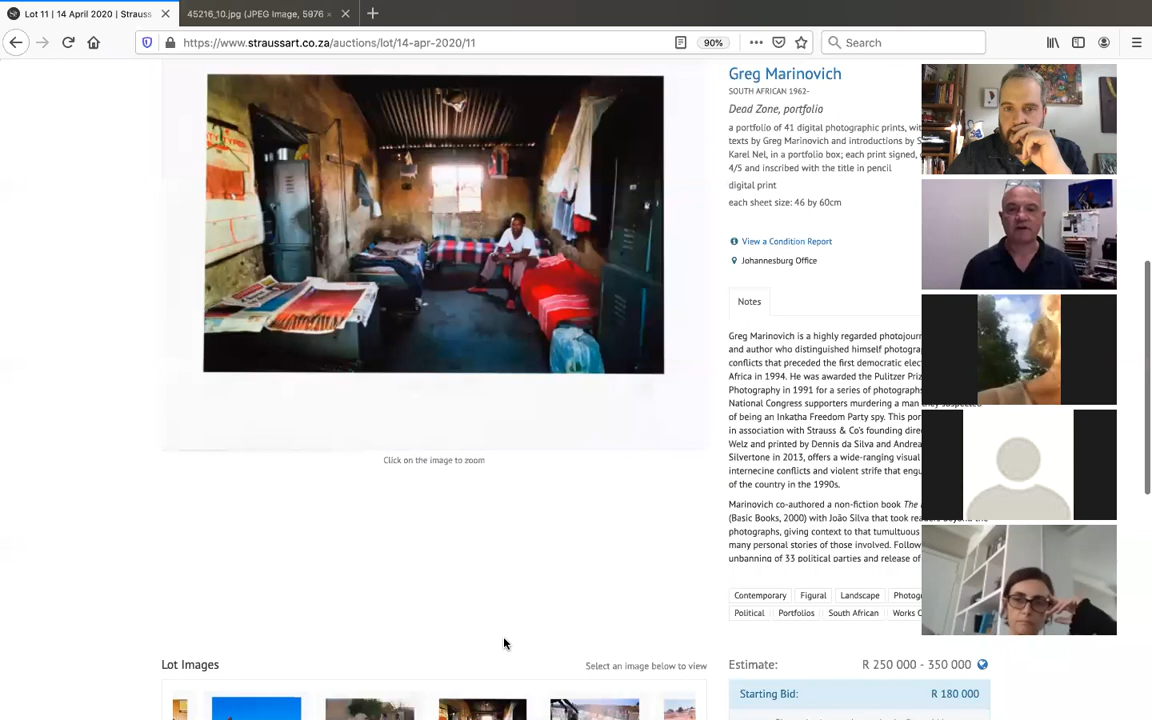 Lot 11 | 14 April 2020 | Strauss
45216_10.jpg (JPEG Image, 5976 ×
https://www.straussart.co.za/auctions/lot/14-apr-2020/11
90%
Search
Greg Marinovich
SOUTH AFRICAN 1962-
Dead Zone, portfolio
a portfolio of 41 digital photographic prints, wit
texts by Greg Marinovich and introductions by S
Karel Nel, in a portfolio box; each print signed,
4/5 and inscribed with the title in pencil
digital print
each sheet size: 46 by 60cm
View a Condition Report
Johannesburg Office
Notes
Greg Marinovich is a highly regarded photojourn
and author who distinguished himself photogra
conflicts that preceded the first democratic elec
Africa in 1994. He was awarded the Pulitzer Priz
Photography in 1991 for a series of photographs
National Congress supporters murdering a man they suspected
of being an Inkatha Freedom Party spy. This por
in association with Strauss & Co's founding dire
Welz and printed by Dennis da Silva and Andrea
Silvertone in 2013, offers a wide-ranging visual
internecine conflicts and violent strife that engu
of the country in the 1990s.
Marinovich co-authored a non-fiction book The
(Basic Books, 2000) with João Silva that took readers beyond the
photographs, giving context to that tumultuous
many personal stories of those involved. Follow
unbanning of 33 political parties and release of
Click on the image to zoom
Contemporary Figural Landscape Photog
Political Portfolios South African Works
Lot Images
Select an image below to view
Estimate: R 250 000 - 350 000
Starting Bid: R 180 000